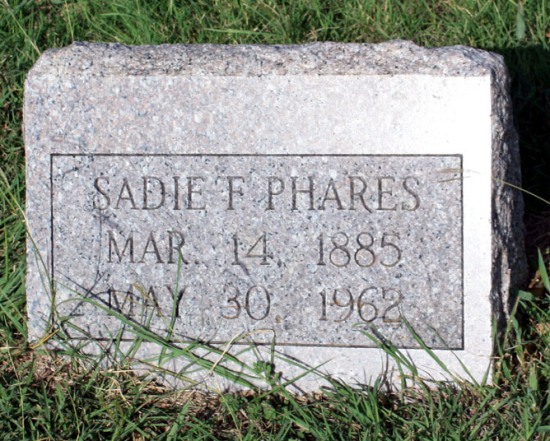 SADIE F PHARES
MAR. 14, 1885
MAY 30, 1962